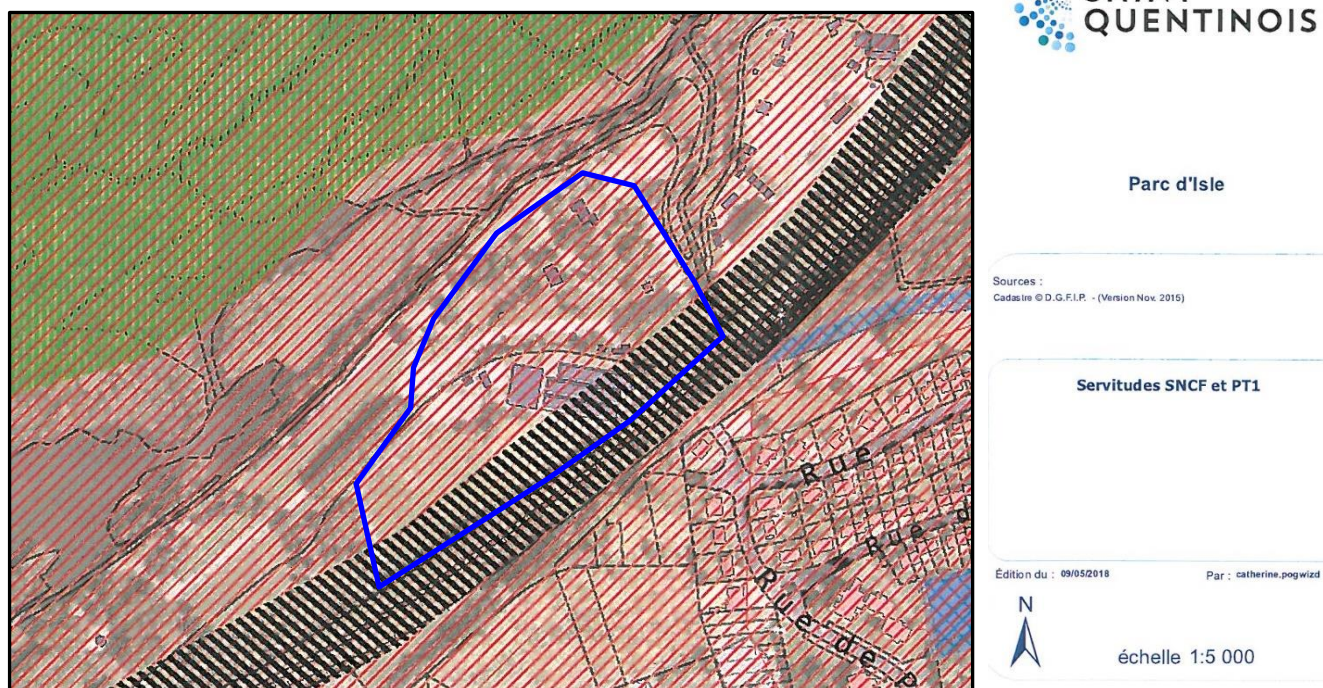 QUENTINOIS
Parc d'Isle
Sources :
Cadastre © D.G.F.I.P. - (Version Nov. 2015)
Servitudes SNCF et PT1
Édition du : 09/05/2018 Par : catherine.pogwizd
N
échelle 1:5 000
Rue
Rue d
Rue de P